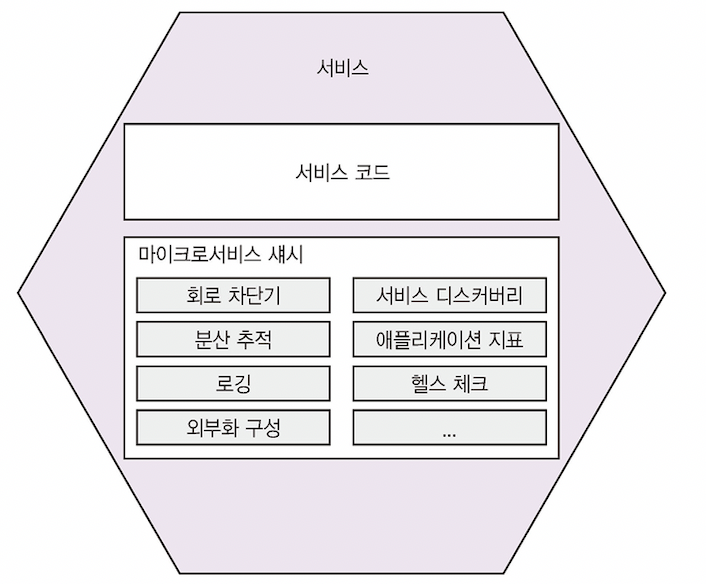 서비스
서비스 코드
마이크로서비스 섀시
회로 차단기
서비스 디스커버리
분산 추적
애플리케이션 지표
로깅
헬스 체크
외부화 구성
...